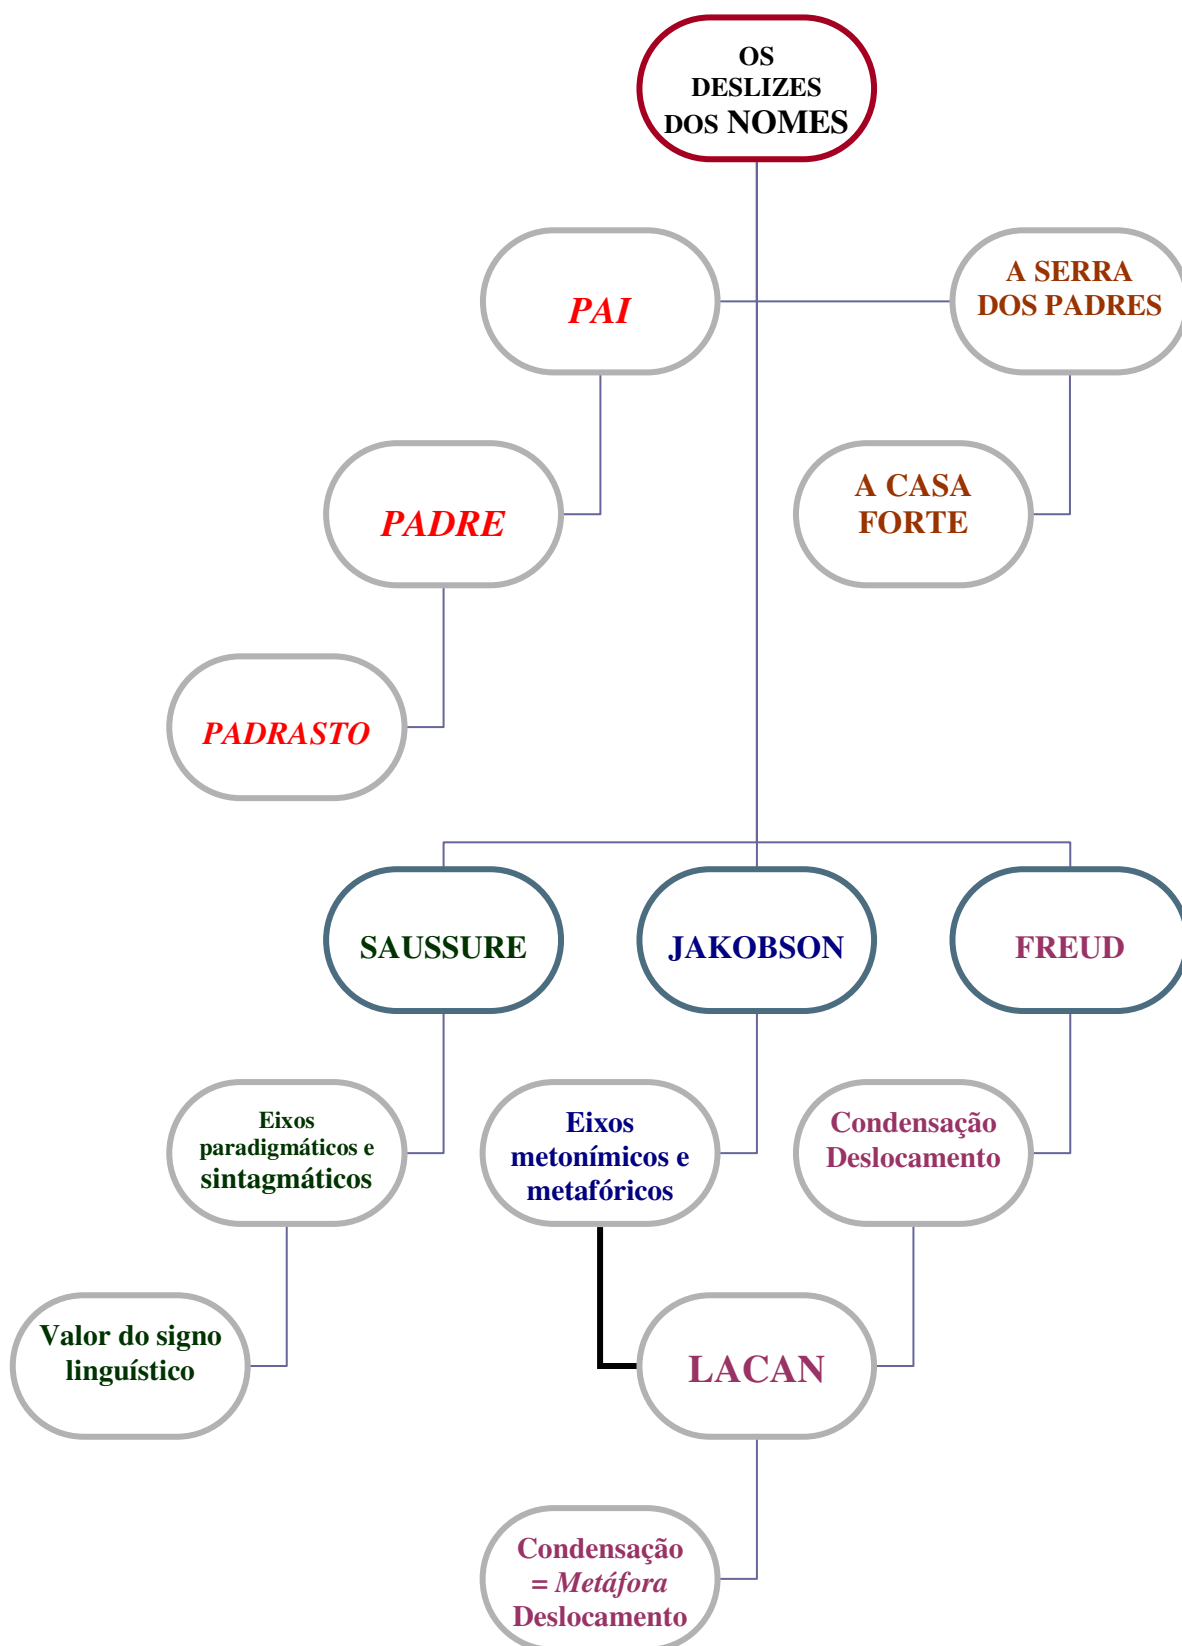 OS
DESLIZES
DOS NOMES
PAI
A SERRA
DOS PADRES
PADRE
A CASA
FORTE
PADRASTO
SAUSSURE
JAKOBSON
FREUD
Eixos
paradigmáticos e
sintagmáticos
Eixos
metonímicos e
metafóricos
Condensação
Deslocamento
Valor do signo
linguístico
LACAN
Condensação
= Metáfora
Deslocamento